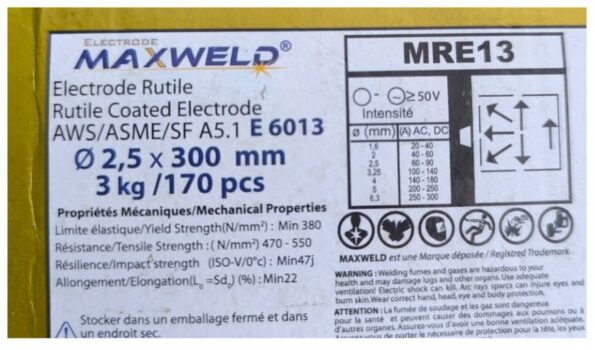 ELECTRODE
MAXWELD®
Electrode Rutile
Rutile Coated Electrode
AWS/ASME/SF A5.1 E 6013
Ø 2,5 x 300 mm
3 kg /170 pcs
Propriétés Mécaniques/Mechanical Properties
Limite élastique/Yield Strength(N/mm²) : Min 380
Résistance/Tensile Strength : ( N/mm²) 470 - 550
Résilience/Impact strength (ISO-V/0°c) : Min47j
Allongement/Elongation(L₀ =Sd₀) (%) : Min22
Stocker dans un emballage fermé et dans
un endroit sec.
MRE13
≥ 50V
Intensité
ø (mm) (A) AC, DC
1,6 20 - 40
2 40 - 60
2,5 60 - 90
3,25 100 - 140
4 140 - 180
5 200 - 250
6,3 250 - 300
MAXWELD est une Marque déposée / Registred Trademark.
WARNING : Welding fumes and gases are hazardous to your
health and may damage lugs and other organs. Use adequate
ventilation! Electric shock can kill. Arc rays sparcs can injure eyes and
burn skin.Wear correct hand, head, eye and body protection.
ATTENTION : La fumée de soudage et les gaz sont dangereux
pour la santé et peuvent causer des dommages aux poumons ou à
d'autres organes. Assurez-vous d'avoir une bonne ventilation adéquate,